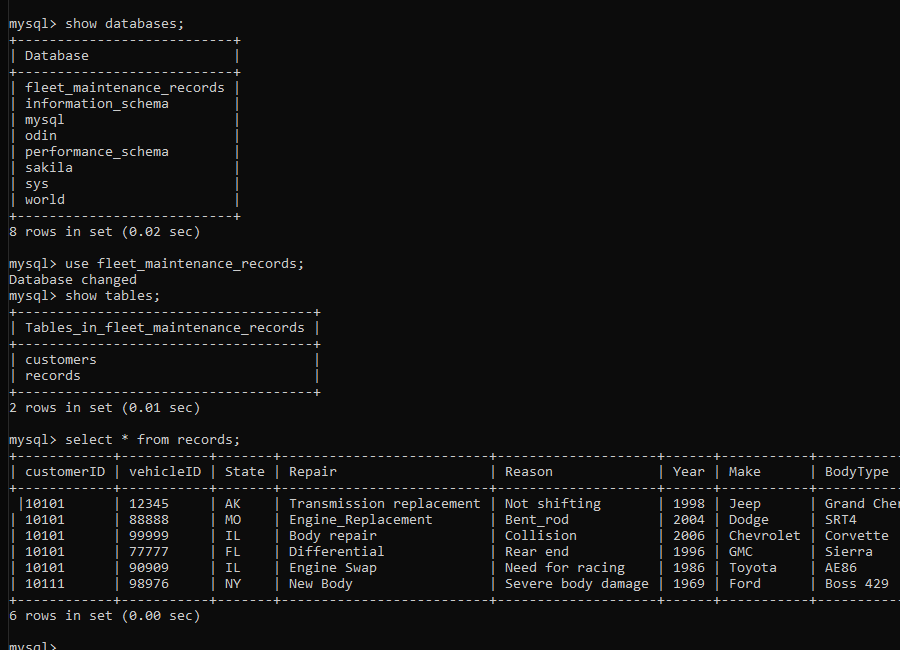 mysql> show databases;
+---------------------------+
| Database                  |
+---------------------------+
| fleet_maintenance_records |
| information_schema        |
| mysql                     |
| odin                      |
| performance_schema        |
| sakila                    |
| sys                       |
| world                     |
+---------------------------+
8 rows in set (0.02 sec)
mysql> use fleet_maintenance_records;
Database changed
mysql> show tables;
+-------------------------------------+
| Tables_in_fleet_maintenance_records |
+-------------------------------------+
| customers                           |
| records                             |
+-------------------------------------+
2 rows in set (0.01 sec)
mysql> select * from records;
+------------+-----------+-------+--------------------------+--------------------+------+-----------+----------
| customerID | vehicleID | State | Repair                   | Reason             | Year | Make      | BodyType
+------------+-----------+-------+--------------------------+--------------------+------+-----------+----------
|10101     | 12345     | AK    | Transmission replacement | Not shifting       | 1998 | Jeep      | Grand Cher
| 10101      | 88888     | MO    | Engine_Replacement       | Bent_rod           | 2004 | Dodge     | SRT4
| 10101      | 99999     | IL    | Body repair              | Collision          | 2006 | Chevrolet | Corvette
| 10101      | 77777     | FL    | Differential             | Rear end           | 1996 | GMC       | Sierra
| 10101      | 90909     | IL    | Engine Swap              | Need for racing    | 1986 | Toyota    | AE86
| 10111      | 98976     | NY    | New Body                 | Severe body damage | 1969 | Ford      | Boss 429
+------------+-----------+-------+--------------------------+--------------------+------+-----------+----------
6 rows in set (0.00 sec)
mysql>